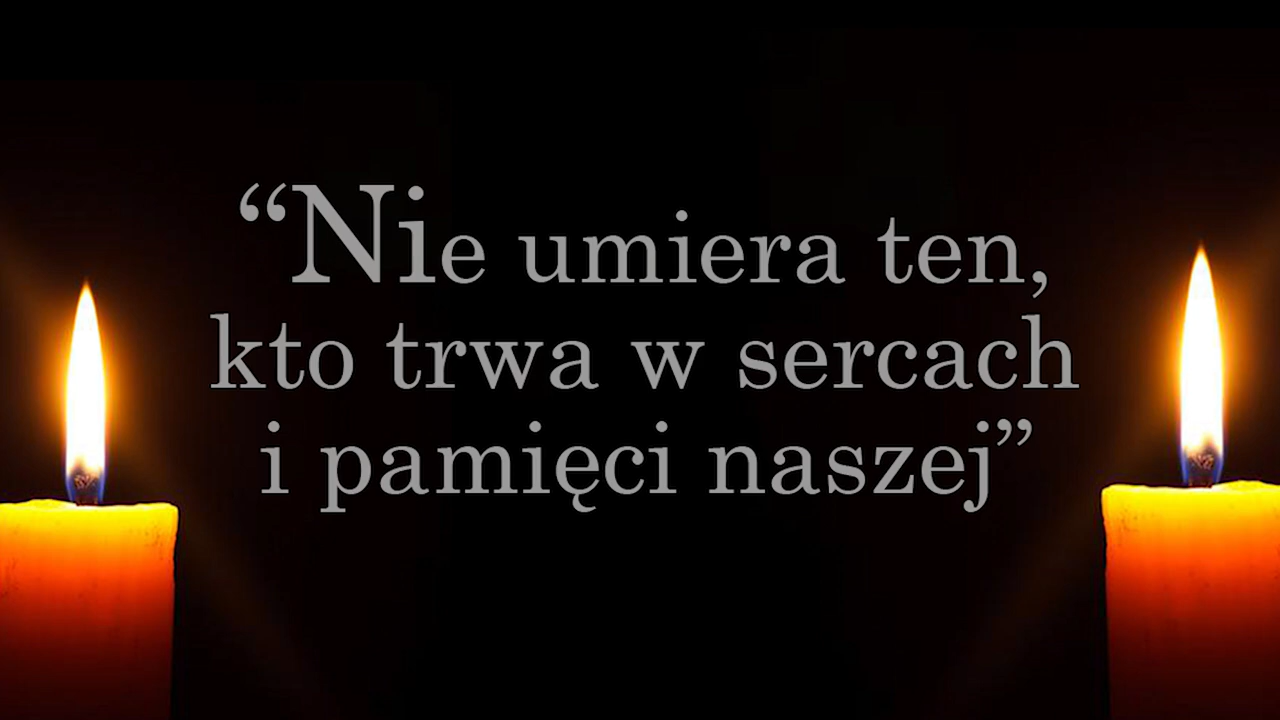 “Nie umiera ten,
kto trwa w sercach
i pamięci naszej”